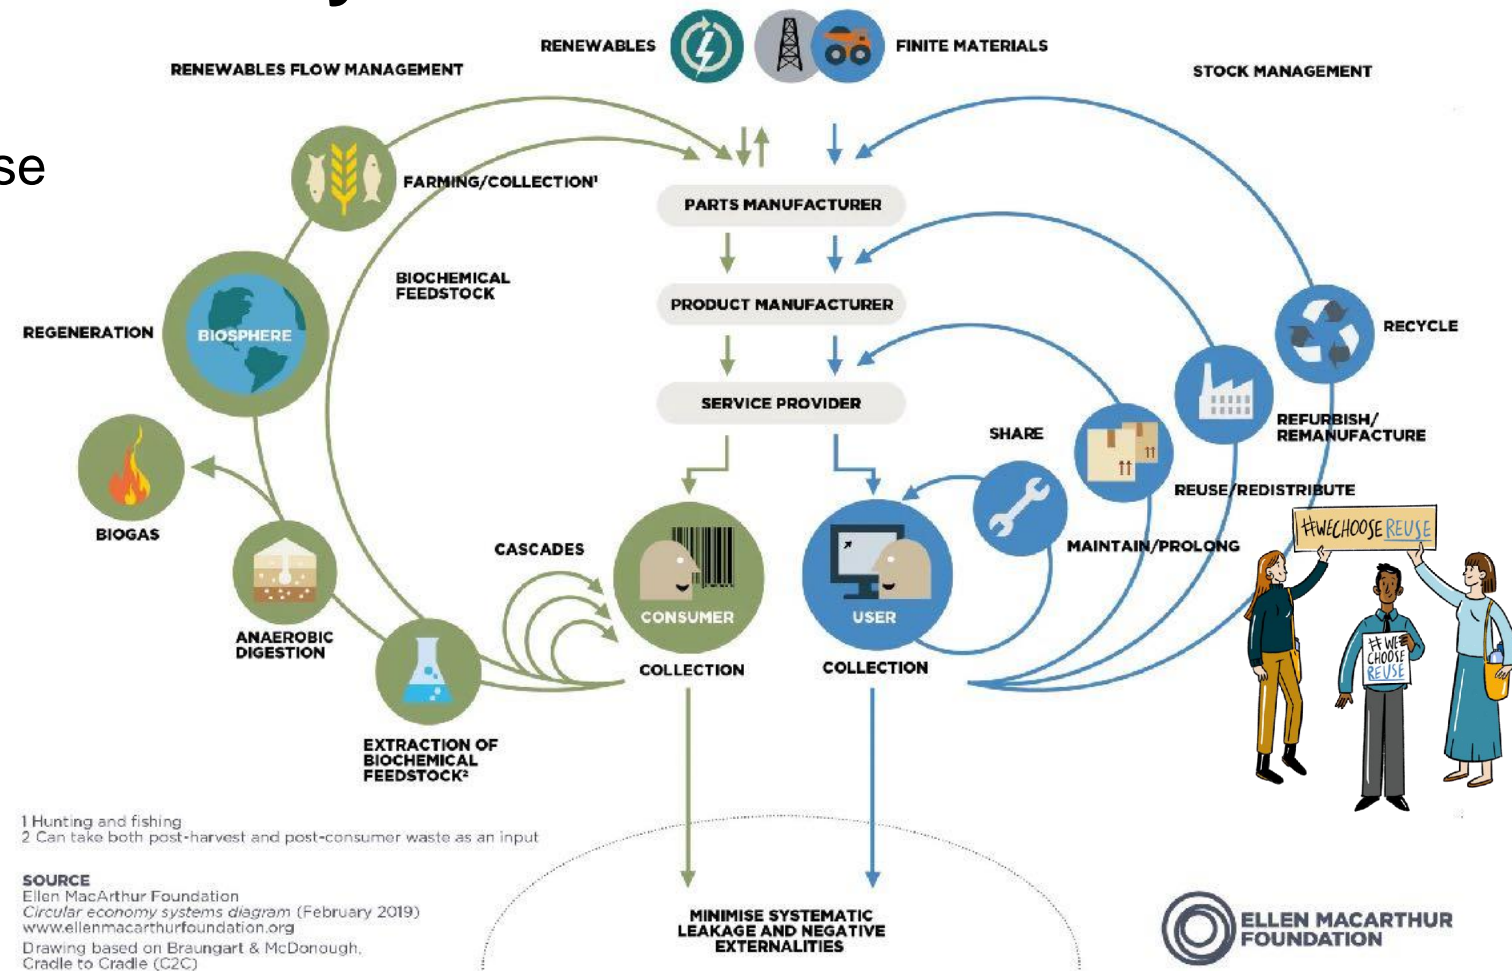 se
RENEWABLES
FINITE MATERIALS
RENEWABLES FLOW MANAGEMENT
STOCK MANAGEMENT
FARMING/COLLECTION¹
PARTS MANUFACTURER
BIOCHEMICAL
FEEDSTOCK
PRODUCT MANUFACTURER
REGENERATION
BIOSPHERE
RECYCLE
SERVICE PROVIDER
SHARE
REFURBISH/
REMANUFACTURE
REUSE/REDISTRIBUTE
BIOGAS
#WECHOOSE REUSE
CASCADES
MAINTAIN/PROLONG
CONSUMER
USER
ANAEROBIC
DIGESTION
# WE
CHOOSE
REUSE
COLLECTION
COLLECTION
EXTRACTION OF
BIOCHEMICAL
FEEDSTOCK²
1 Hunting and fishing
2 Can take both post-harvest and post-consumer waste as an input
SOURCE
Ellen MacArthur Foundation
Circular economy systems diagram (February 2019)
www.ellenmacarthurfoundation.org
Drawing based on Braungart & McDonough,
Cradle to Cradle (C2C)
MINIMISE SYSTEMATIC
LEAKAGE AND NEGATIVE
EXTERNALITIES
ELLEN MACARTHUR
FOUNDATION